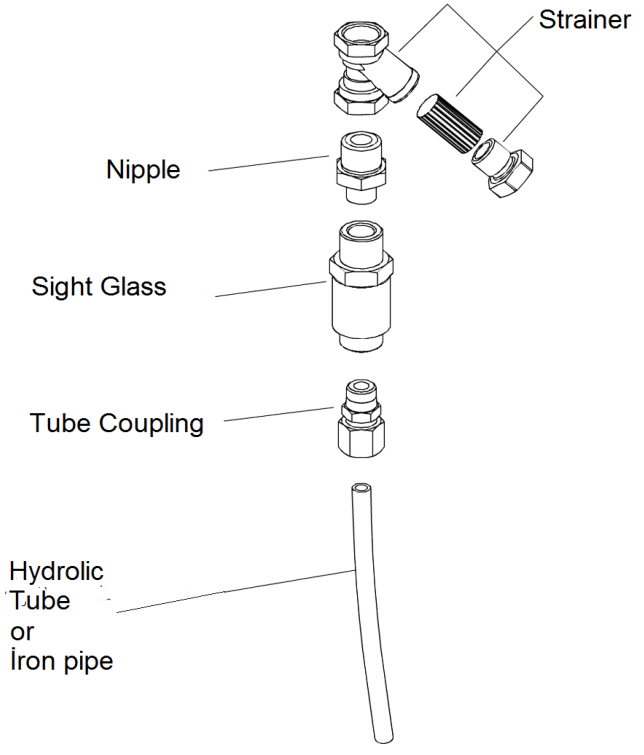 Strainer
Nipple
Sight Glass
Tube Coupling
Hydrolic
Tube
or
İron pipe